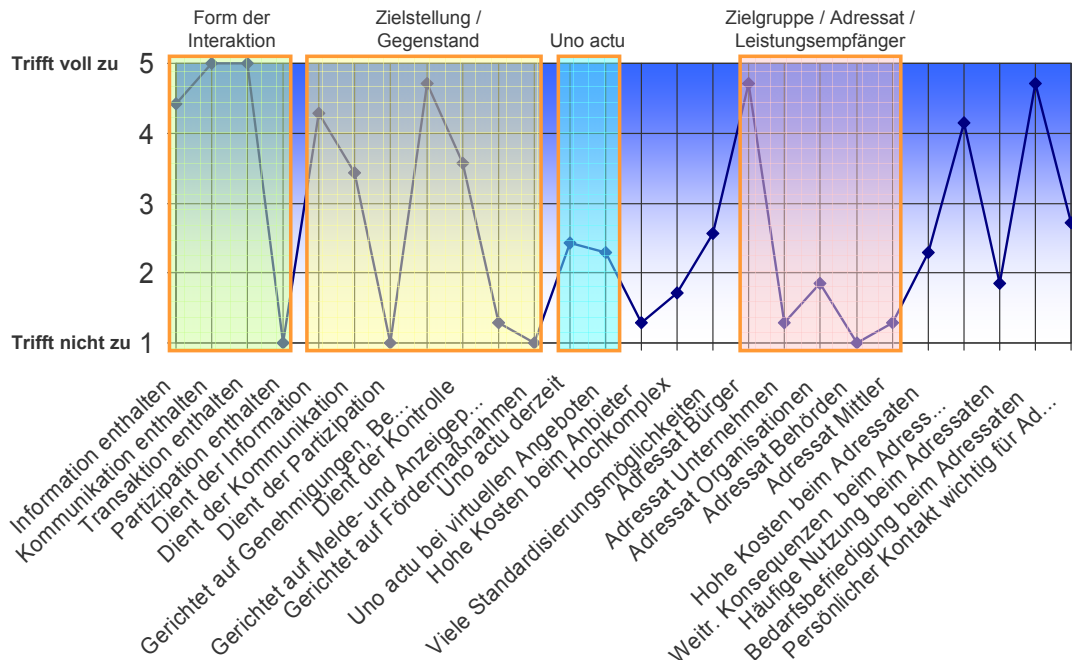 Form der
Interaktion
Zielstellung /
Gegenstand
Uno actu
Zielgruppe / Adressat /
Leistungsempfänger
Trifft voll zu
5
4
3
2
Trifft nicht zu
1
Information enthalten
Kommunikation enthalten
Transaktion enthalten
Partizipation enthalten
Dient der Information
Dient der Kommunikation
Dient der Partizipation
Gerichtet auf Genehmigungen, Be...
Dient der Kontrolle
Gerichtet auf Melde- und Anzeigep...
Gerichtet auf Fördermaßnahmen
Uno actu derzeit
Uno actu bei virtuellen Angeboten
Hohe Kosten beim Anbieter
Hochkomplex
Viele Standardisierungsmöglichkeiten
Adressat Bürger
Adressat Unternehmen
Adressat Organisationen
Adressat Behörden
Adressat Mittler
Hohe Kosten beim Adressaten
Weitr. Konsequenzen beim Adress...
Häufige Nutzung beim Adressaten
Bedarfsbefriedigung beim Adressaten
Persönlicher Kontakt wichtig für Ad...